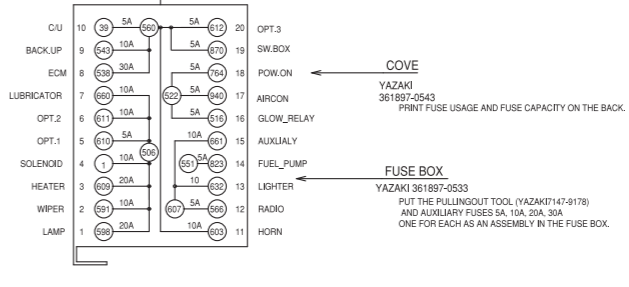 C/U 10 39 5A 560 5A 612 20 OPT.3
BACK.UP 9 543 10A 5A 870 19 SW.BOX
ECM 8 538 30A 5A 764 18 POW.ON
LUBRICATOR 7 660 10A 522 5A 940 17 AIRCON
OPT.2 6 611 10A 5A 516 16 GLOW_RELAY
OPT.1 5 610 5A 10A 661 15 AUXLIALY
506
SOLENOID 4 1 10A 551 5A 823 14 FUEL_PUMP
HEATER 3 609 20A 10 632 13 LIGHTER
WIPER 2 591 10A 607 5A 566 12 RADIO
LAMP 1 598 20A 10A 603 11 HORN
COVE
YAZAKI
361897-0543
PRINT FUSE USAGE AND FUSE CAPACITY ON THE BACK.
FUSE BOX
YAZAKI 361897-0533
PUT THE PULLINGOUT TOOL (YAZAKI7147-9178)
AND AUXILIARY FUSES 5A, 10A, 20A, 30A
ONE FOR EACH AS AN ASSEMBLY IN THE FUSE BOX.